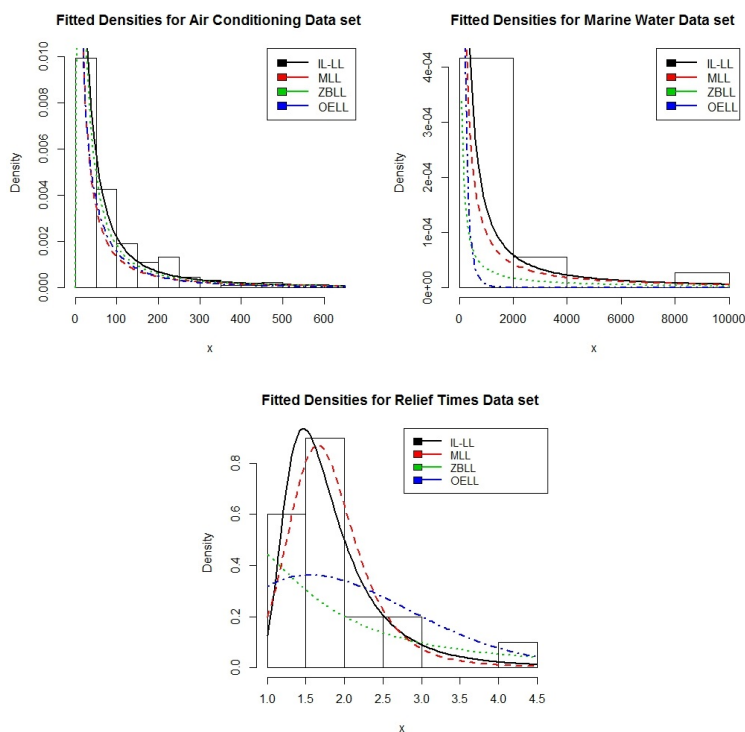 Fitted Densities for Air Conditioning Data set
Density
0.000 0.002 0.004 0.006 0.008 0.010
0 100 200 300 400 500 600
x
IL-LL
MLL
ZBLL
OELL
Fitted Densities for Marine Water Data set
Density
0e+00 1e-04 2e-04 3e-04 4e-04
0 2000 4000 6000 8000 10000
x
IL-LL
MLL
ZBLL
OELL
Fitted Densities for Relief Times Data set
Density
0.0 0.2 0.4 0.6 0.8
1.0 1.5 2.0 2.5 3.0 3.5 4.0 4.5
x
IL-LL
MLL
ZBLL
OELL